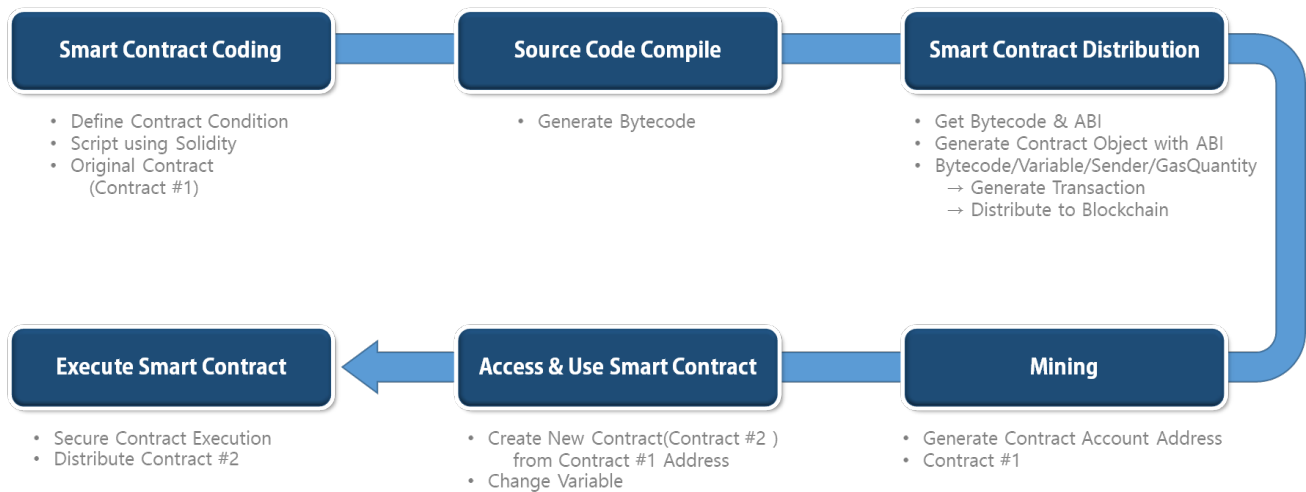 Smart Contract Coding
• Define Contract Condition
• Script using Solidity
• Original Contract
(Contract #1)
Source Code Compile
• Generate Bytecode
Smart Contract Distribution
• Get Bytecode & ABI
• Generate Contract Object with ABI
• Bytecode/Variable/Sender/GasQuantity
→ Generate Transaction
→ Distribute to Blockchain
Mining
• Generate Contract Account Address
• Contract #1
Access & Use Smart Contract
• Create New Contract(Contract #2 )
from Contract #1 Address
• Change Variable
Execute Smart Contract
• Secure Contract Execution
• Distribute Contract #2